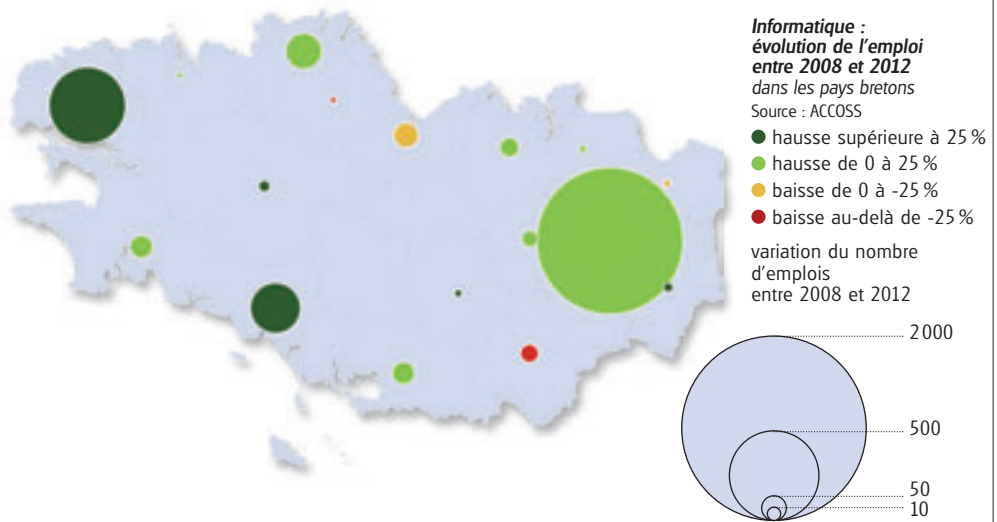 Informatique :
évolution de l'emploi
entre 2008 et 2012
dans les pays bretons
Source : ACCOSS
hausse supérieure à 25 %
hausse de 0 à 25 %
baisse de 0 à -25 %
baisse au-delà de -25 %
variation du nombre
d'emplois
entre 2008 et 2012
2 000
500
50
10